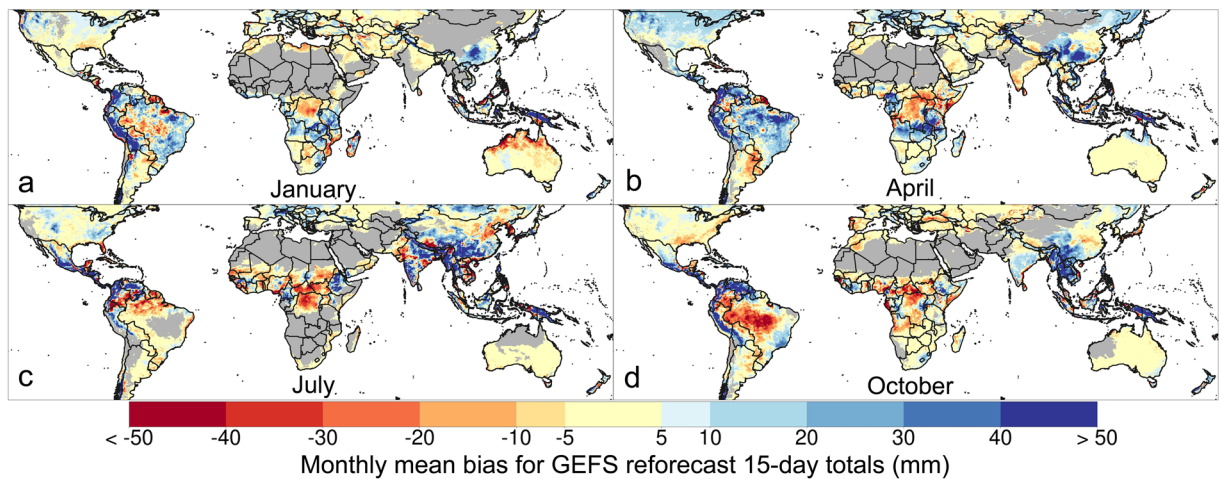 a
January
b
April
c
July
d
October
< -50 -40 -30 -20 -10 -5 5 10 20 30 40 > 50
Monthly mean bias for GEFS reforecast 15-day totals (mm)